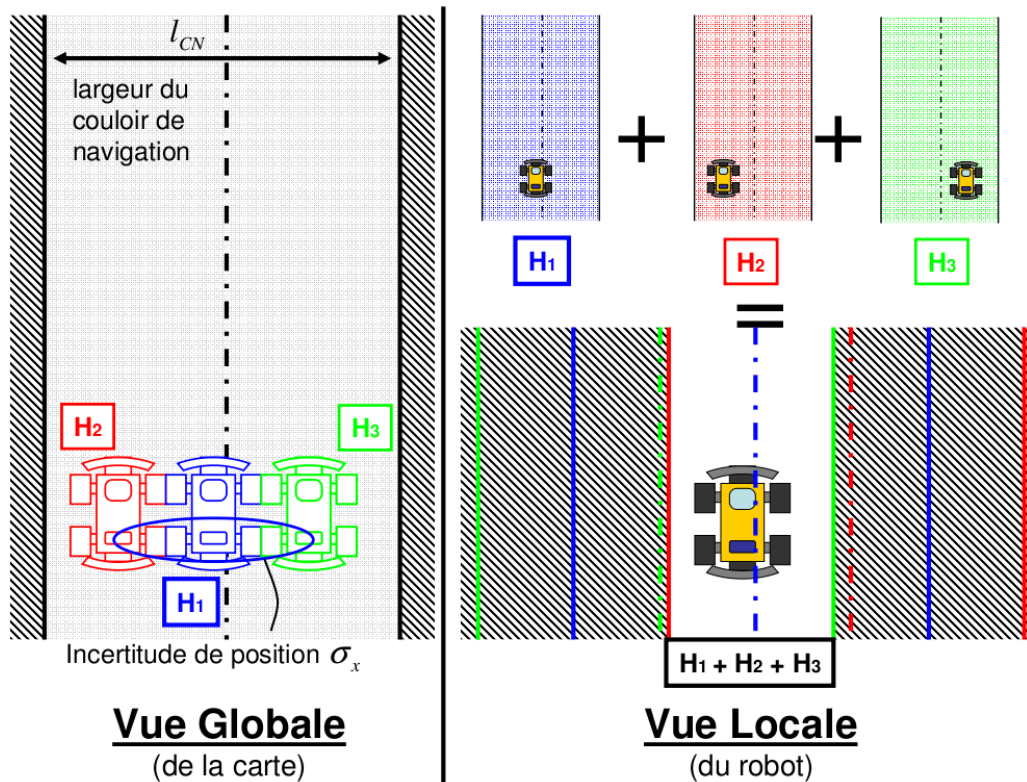 l_CN
largeur du
couloir de
navigation
H2
H3
H1
Incertitude de position σ_x
Vue Globale
(de la carte)
+ +
H1 H2 H3
=
H1 + H2 + H3
Vue Locale
(du robot)